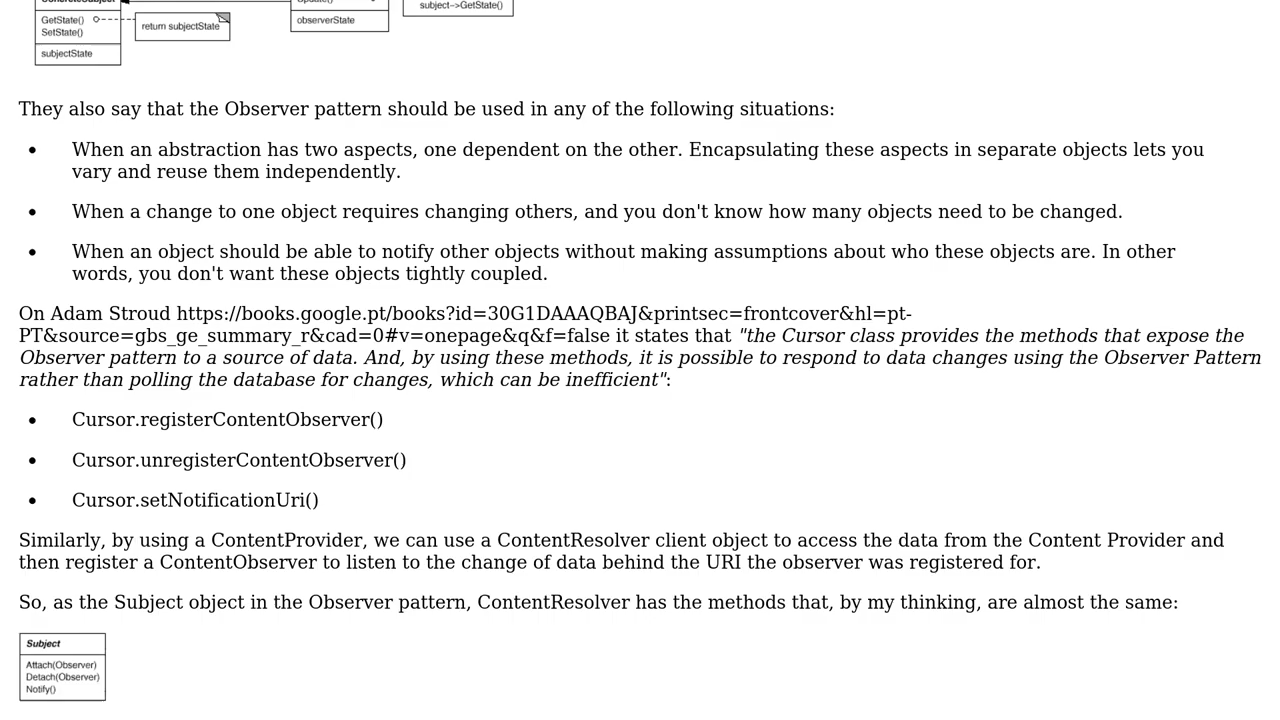 ConcreteSubject
Update()
subject->GetState()
GetState()
SetState()
return subjectState
observerState
subjectState
They also say that the Observer pattern should be used in any of the following situations:
• When an abstraction has two aspects, one dependent on the other. Encapsulating these aspects in separate objects lets you
vary and reuse them independently.
• When a change to one object requires changing others, and you don't know how many objects need to be changed.
• When an object should be able to notify other objects without making assumptions about who these objects are. In other
words, you don't want these objects tightly coupled.
On Adam Stroud https://books.google.pt/books?id=30G1DAAAQBAJ&printsec=frontcover&hl=pt-
PT&source=gbs_ge_summary_r&cad=0#v=onepage&q&f=false it states that "the Cursor class provides the methods that expose the
Observer pattern to a source of data. And, by using these methods, it is possible to respond to data changes using the Observer Pattern
rather than polling the database for changes, which can be inefficient":
• Cursor.registerContentObserver()
• Cursor.unregisterContentObserver()
• Cursor.setNotificationUri()
Similarly, by using a ContentProvider, we can use a ContentResolver client object to access the data from the Content Provider and
then register a ContentObserver to listen to the change of data behind the URI the observer was registered for.
So, as the Subject object in the Observer pattern, ContentResolver has the methods that, by my thinking, are almost the same:
Subject
Attach(Observer)
Detach(Observer)
Notify()